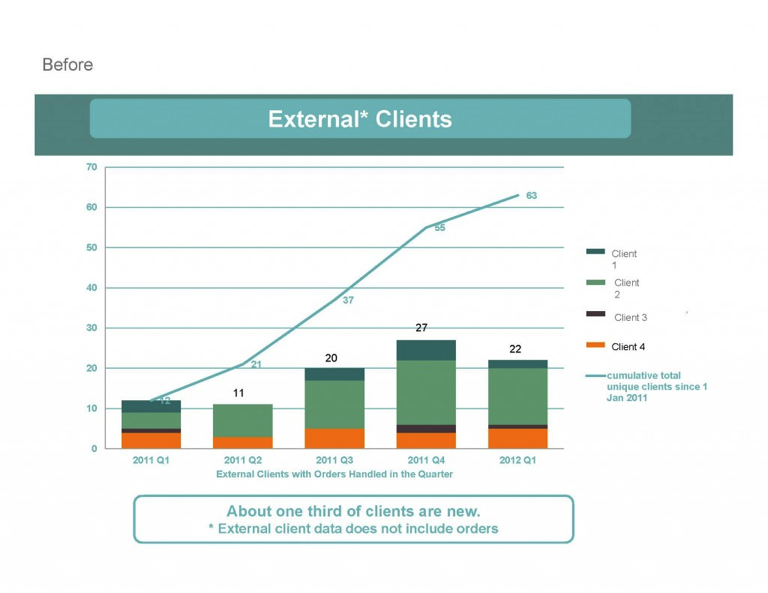 Before
External* Clients
70
60
50
40
30
20
10
0
12
11
21
20
37
27
55
22
63
2011 Q1 2011 Q2 2011 Q3 2011 Q4 2012 Q1
External Clients with Orders Handled in the Quarter
Client
1
Client
2
Client 3
Client 4
cumulative total
unique clients since 1
Jan 2011
About one third of clients are new.
* External client data does not include orders